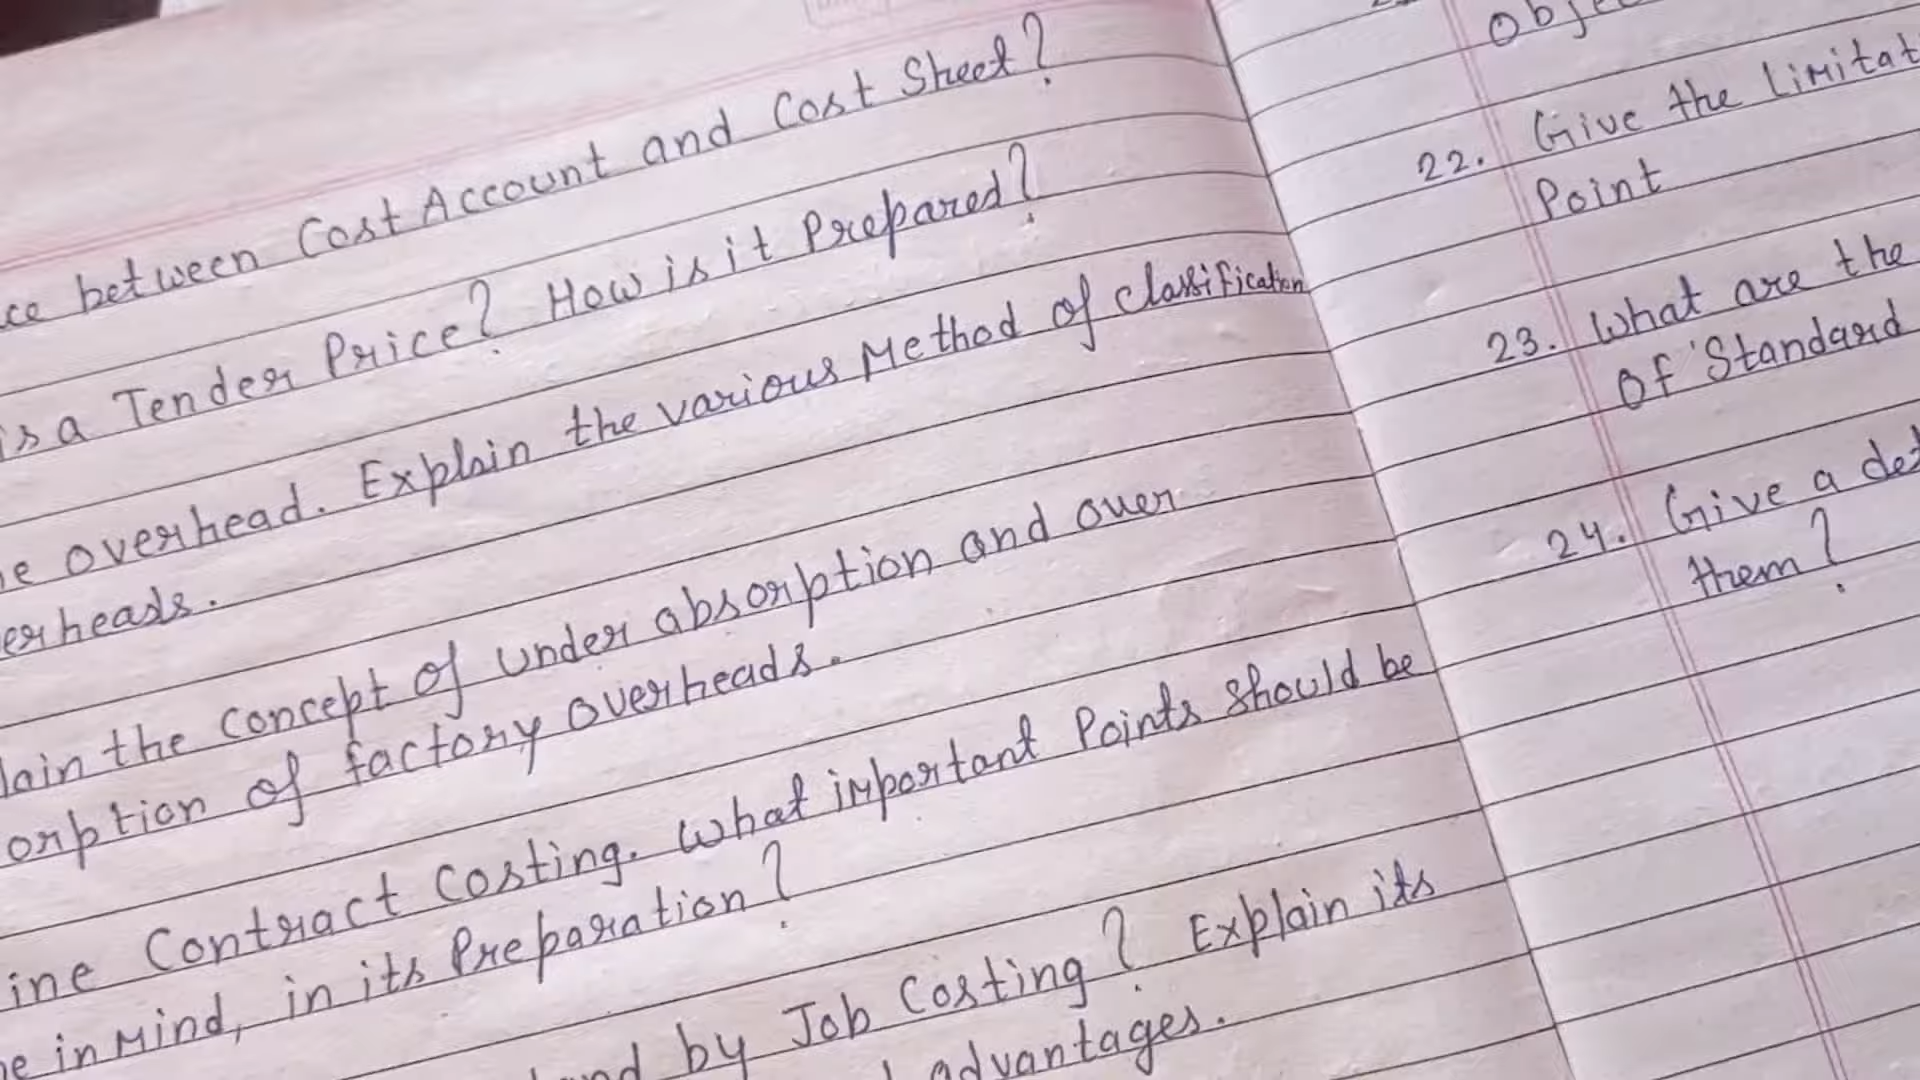 ce between Cost Account and Cost Sheet?
is a Tender Price? How is it Prepared?
e overhead. Explain the various Method of classification
erheads.
lain the concept of under absorption and over
orption of factory overheads.
ine Contract Costing. What important Points should be
e in Mind, in its Preparation?
nd by Job Costing? Explain its
advantages.
Obje
22. Give the Limitat
Point
23. What are the
Of Standard
24. Give a det
them?